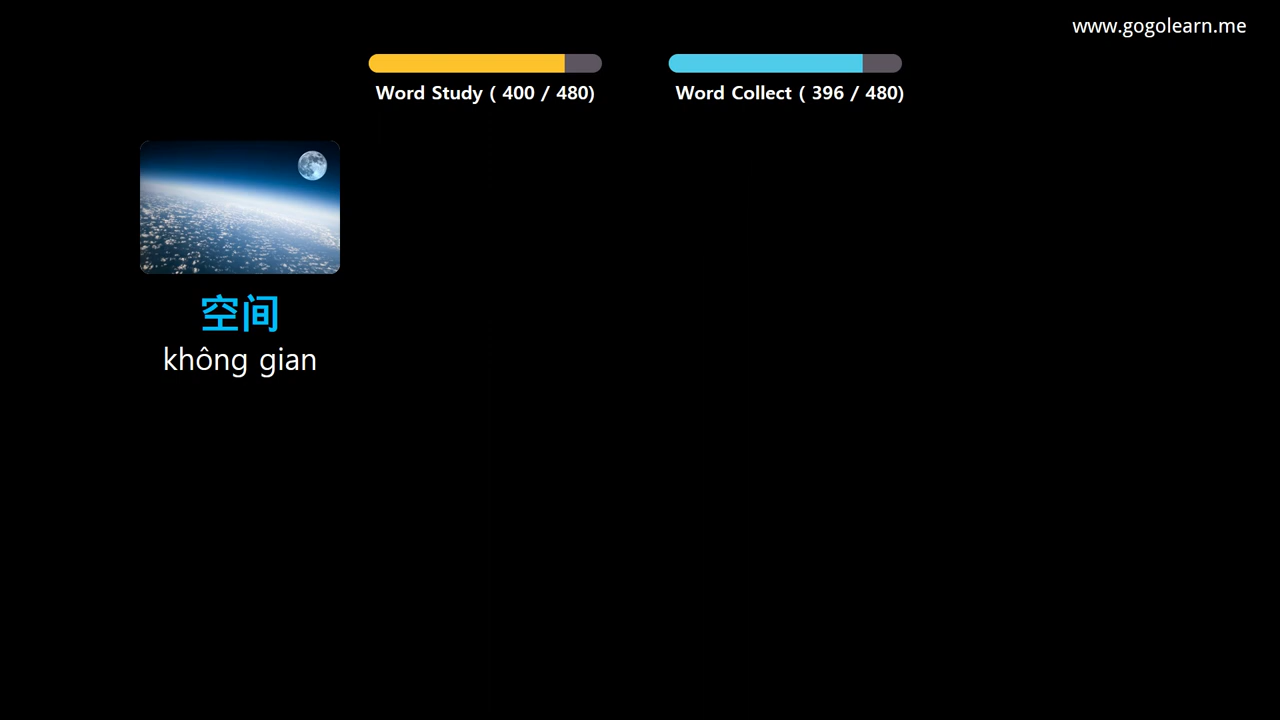 www.gogolearn.me
Word Study ( 400 / 480)
Word Collect ( 396 / 480)
空间
không gian